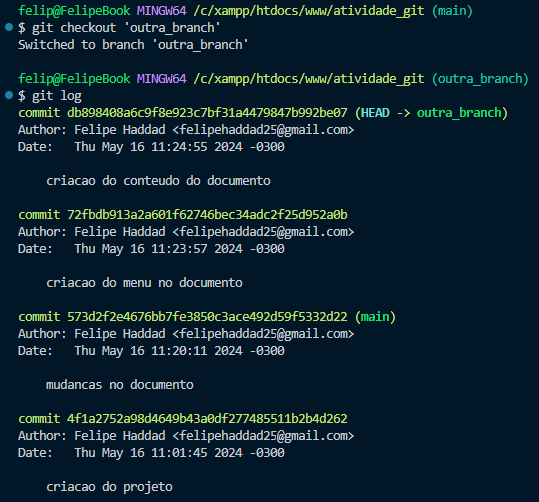 felip@FelipeBook MINGW64 /c/xampp/htdocs/www/atividade_git (main)
$ git checkout 'outra_branch'
Switched to branch 'outra_branch'
felip@FelipeBook MINGW64 /c/xampp/htdocs/www/atividade_git (outra_branch)
$ git log
commit db898408a6c9f8e923c7bf31a4479847b992be07 (HEAD -> outra_branch)
Author: Felipe Haddad <felipehaddad25@gmail.com>
Date:   Thu May 16 11:24:55 2024 -0300
criacao do conteudo do documento
commit 72fbdb913a2a601f62746bec34adc2f25d952a0b
Author: Felipe Haddad <felipehaddad25@gmail.com>
Date:   Thu May 16 11:23:57 2024 -0300
criacao do menu no documento
commit 573d2f2e4676bb7fe3850c3ace492d59f5332d22 (main)
Author: Felipe Haddad <felipehaddad25@gmail.com>
Date:   Thu May 16 11:20:11 2024 -0300
mudancas no documento
commit 4f1a2752a98d4649b43a0df277485511b2b4d262
Author: Felipe Haddad <felipehaddad25@gmail.com>
Date:   Thu May 16 11:01:45 2024 -0300
criacao do projeto